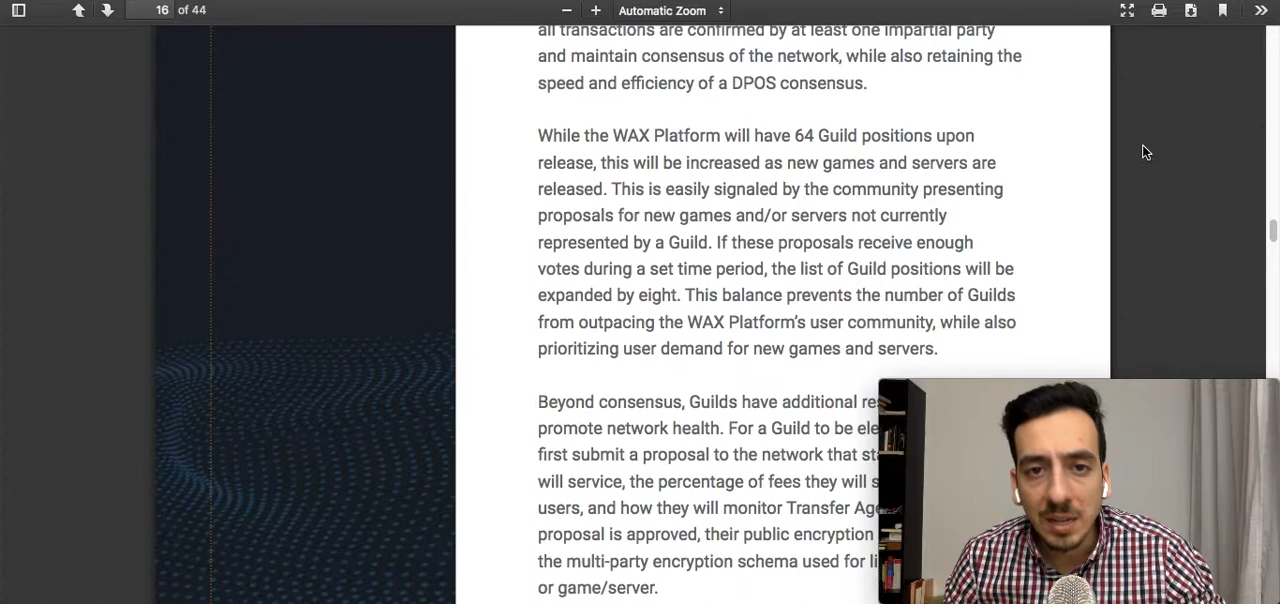 16 of 44
Automatic Zoom
all transactions are confirmed by at least one impartial party
and maintain consensus of the network, while also retaining the
speed and efficiency of a DPOS consensus.
While the WAX Platform will have 64 Guild positions upon
release, this will be increased as new games and servers are
released. This is easily signaled by the community presenting
proposals for new games and/or servers not currently
represented by a Guild. If these proposals receive enough
votes during a set time period, the list of Guild positions will be
expanded by eight. This balance prevents the number of Guilds
from outpacing the WAX Platform’s user community, while also
prioritizing user demand for new games and servers.
Beyond consensus, Guilds have additional
promote network health. For a Guild to be
first submit a proposal to the network that
will service, the percentage of fees they will
users, and how they will monitor Transfer
proposal is approved, their public encryption
the multi-party encryption schema used for
or game/server.